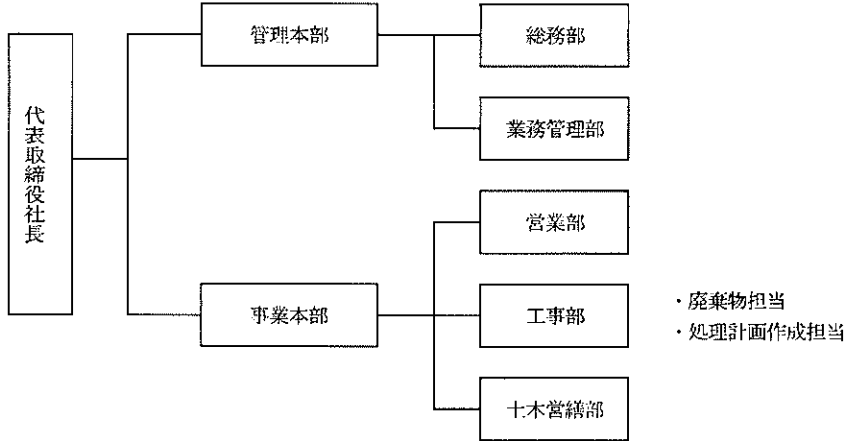 代表取締役社長
管理本部
総務部
業務管理部
事業本部
営業部
工事部
・廃棄物担当
・処理計画作成担当
土木営繕部